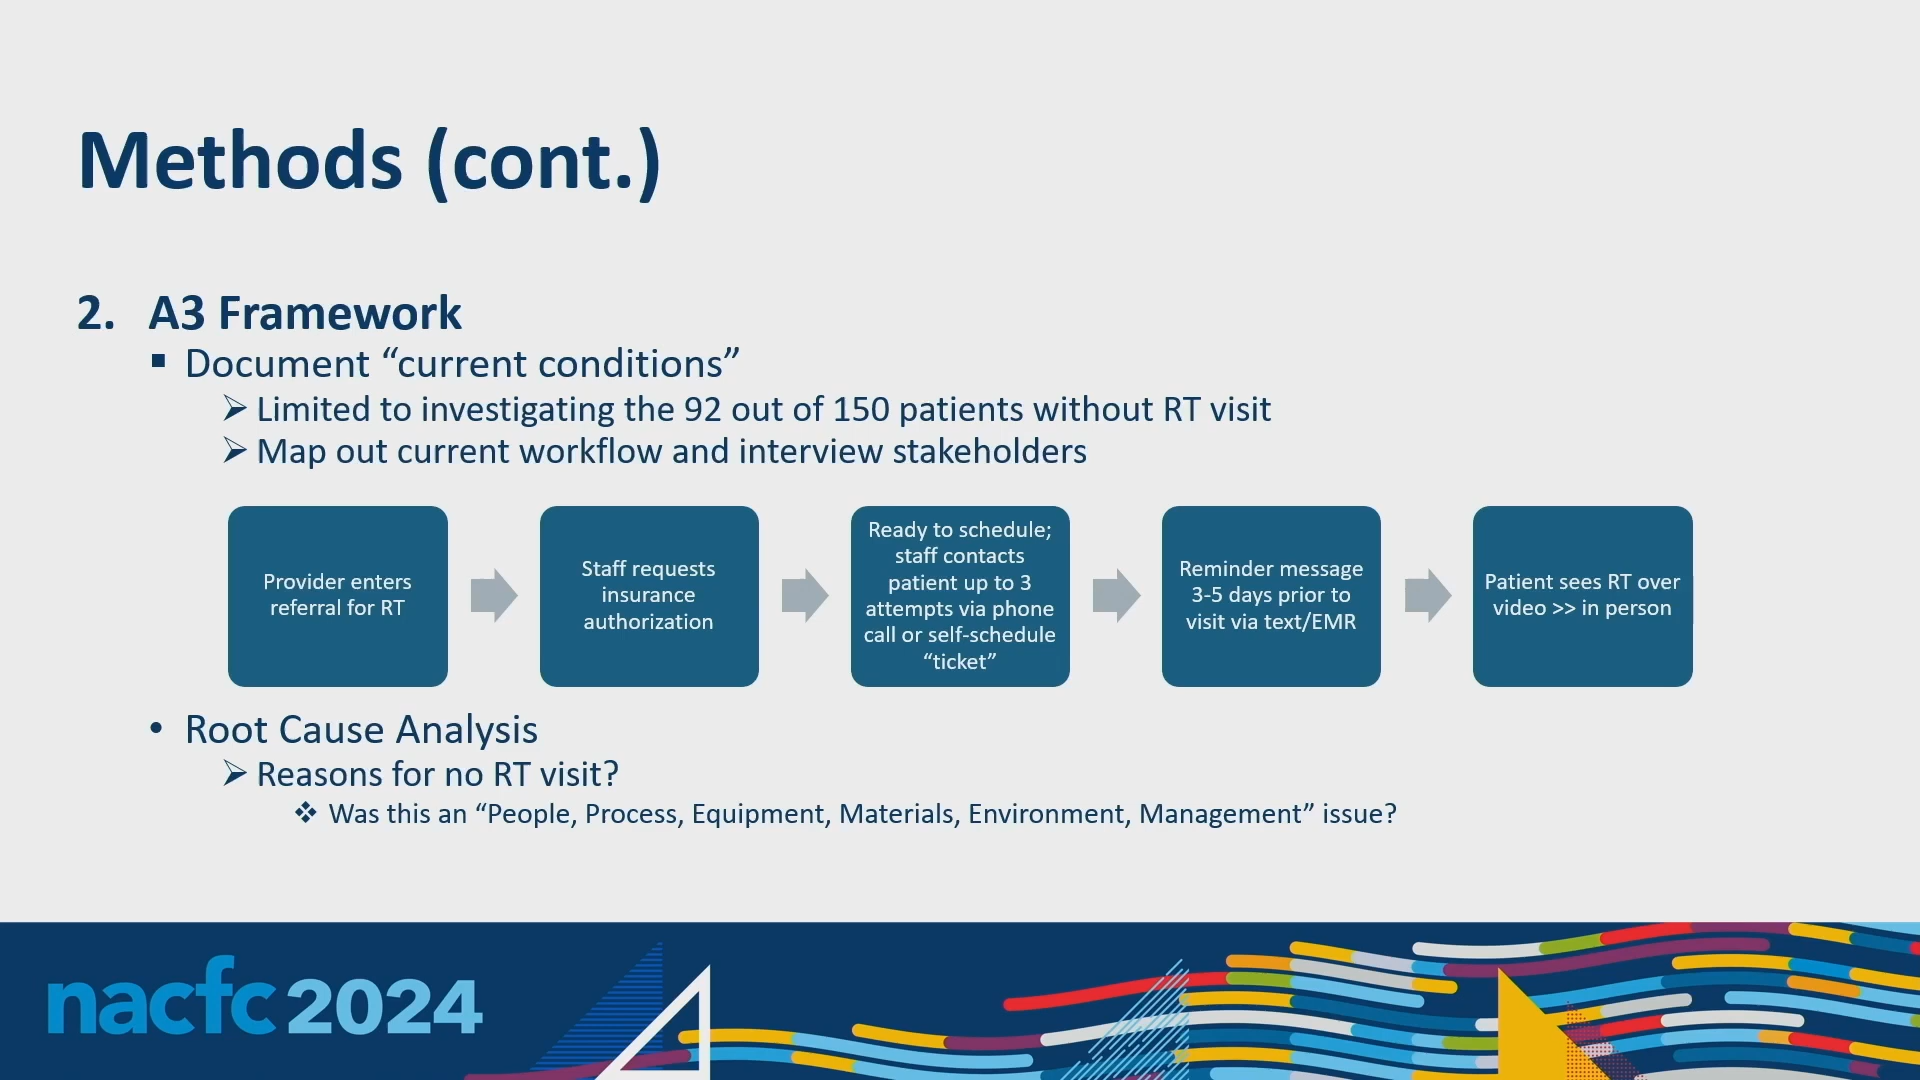 Methods (cont.)
2. A3 Framework
▪ Document “current conditions”
➢ Limited to investigating the 92 out of 150 patients without RT visit
➢ Map out current workflow and interview stakeholders
Provider enters
referral for RT
Staff requests
insurance
authorization
Ready to schedule;
staff contacts
patient up to 3
attempts via phone
call or self-schedule
“ticket”
Reminder message
3-5 days prior to
visit via text/EMR
Patient sees RT over
video >> in person
• Root Cause Analysis
➢ Reasons for no RT visit?
❖ Was this an “People, Process, Equipment, Materials, Environment, Management” issue?
nacfc 2024